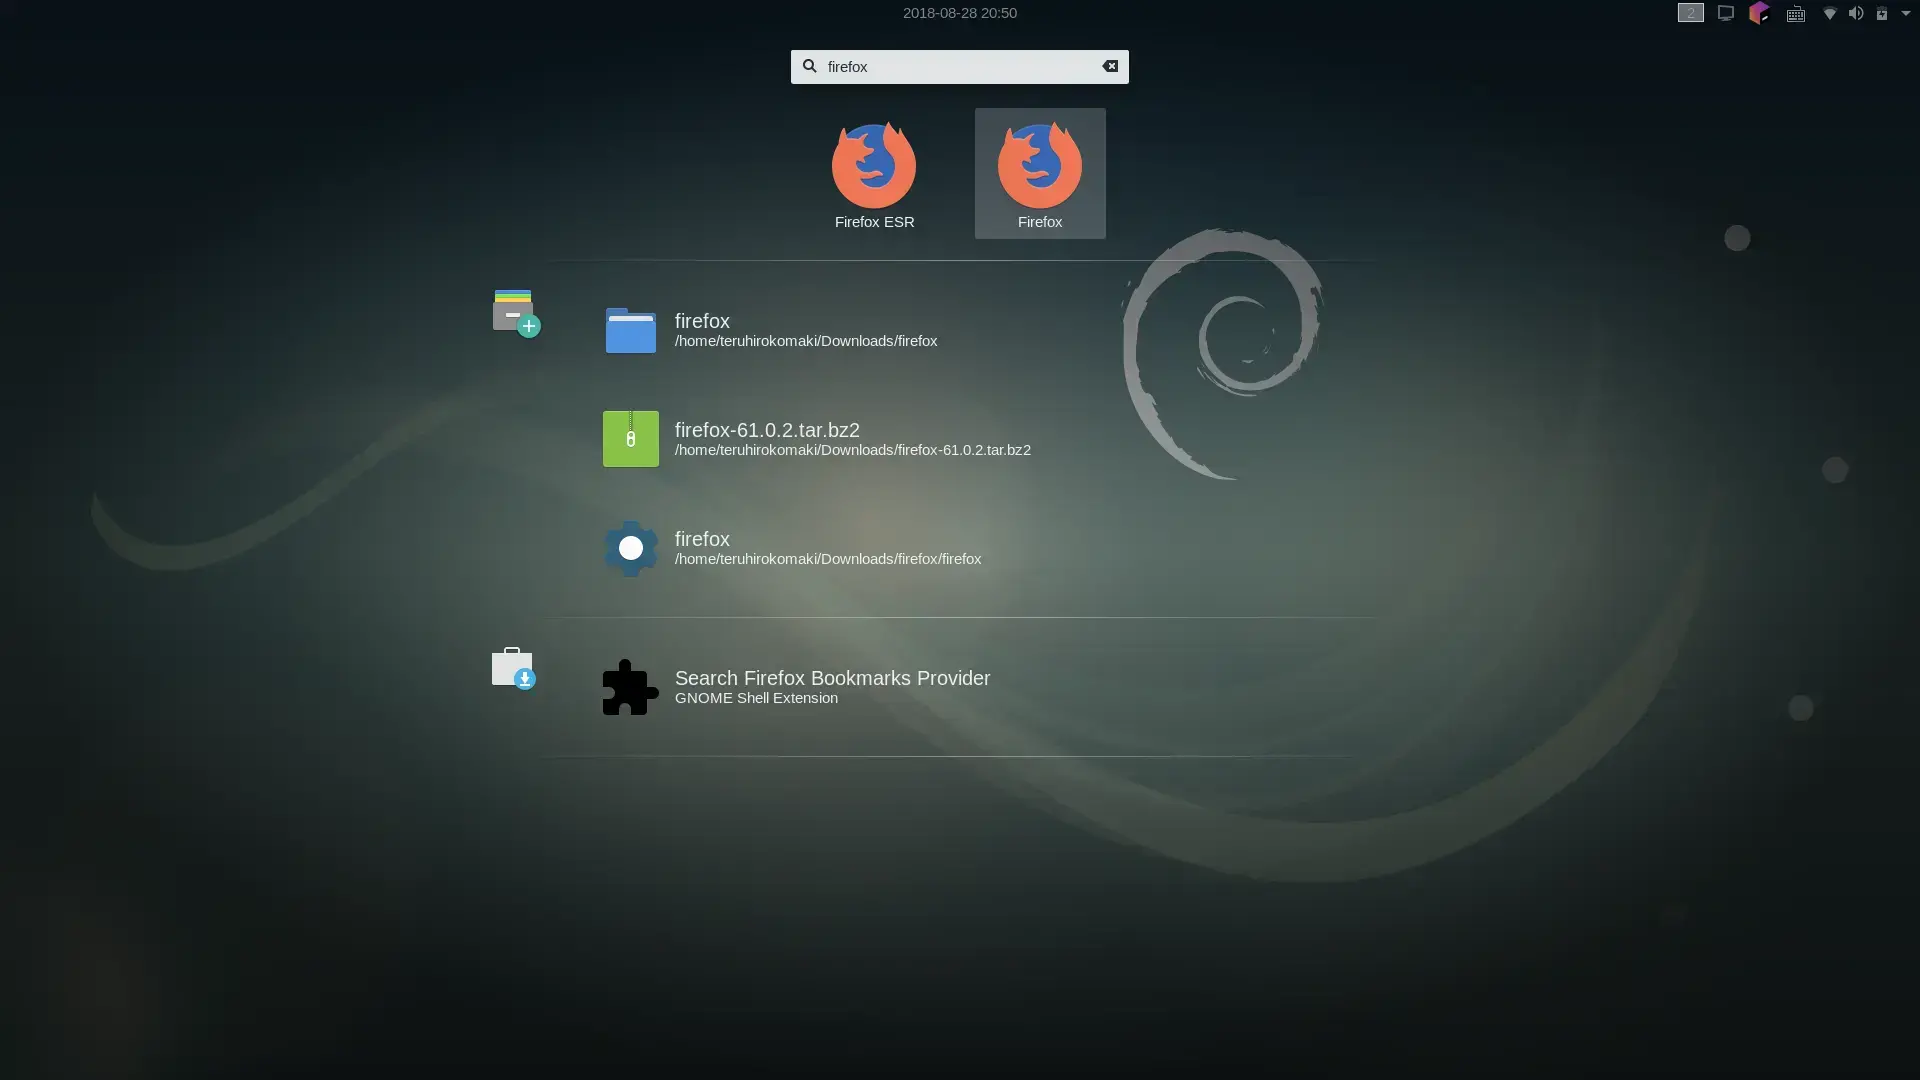 2018-08-28 20:50
2
firefox
Firefox ESR
Firefox
firefox
/home/teruhirokomaki/Downloads/firefox
firefox-61.0.2.tar.bz2
/home/teruhirokomaki/Downloads/firefox-61.0.2.tar.bz2
firefox
/home/teruhirokomaki/Downloads/firefox/firefox
Search Firefox Bookmarks Provider
GNOME Shell Extension